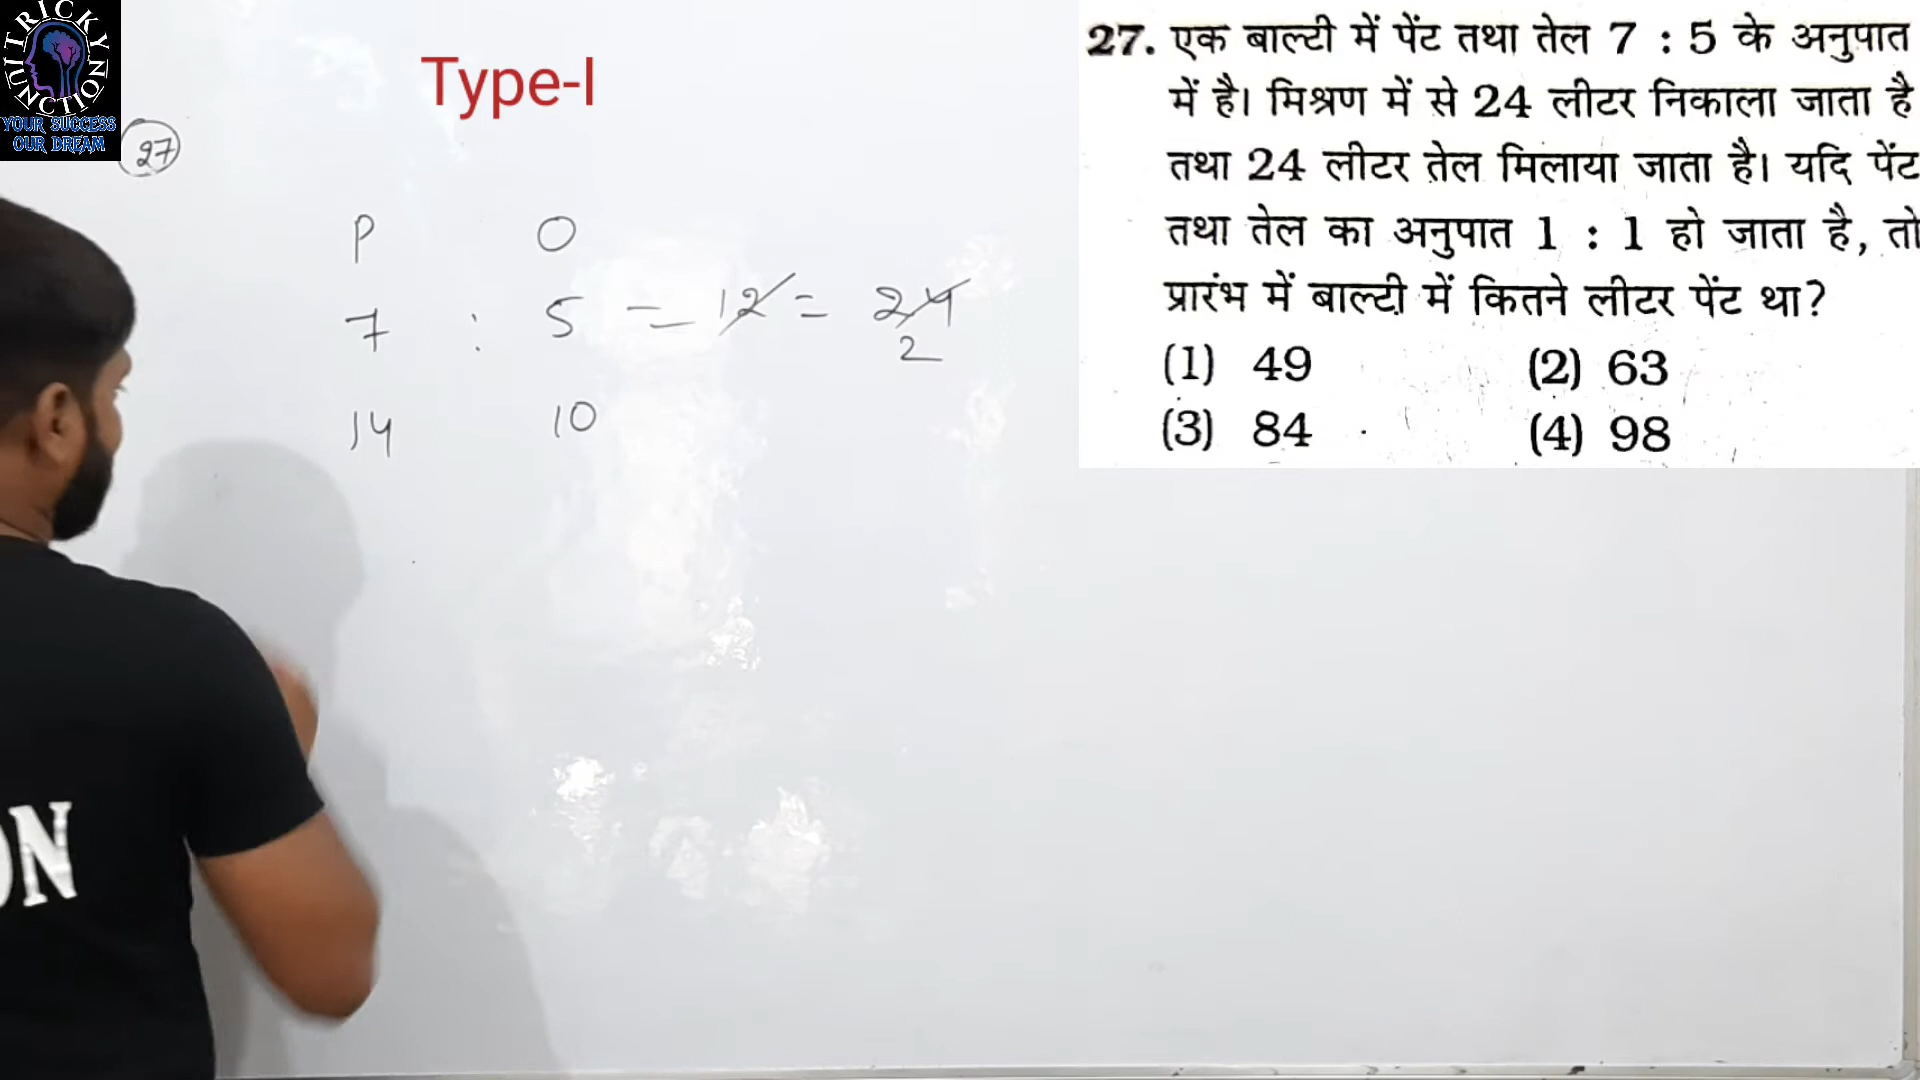 TRICKY NUIT JUNCTION
YOUR SUCCESS
OUR DREAM
Type-I
27
P O
7 : 5 = 12 = 24
2
14 10
ON
27. एक बाल्टी में पेंट तथा तेल 7 : 5 के अनुपात
में है। मिश्रण में से 24 लीटर निकाला जाता है
तथा 24 लीटर तेल मिलाया जाता है। यदि पेंट
तथा तेल का अनुपात 1 : 1 हो जाता है, तो
प्रारंभ में बाल्टी में कितने लीटर पेंट था?
(1) 49 (2) 63
(3) 84 (4) 98